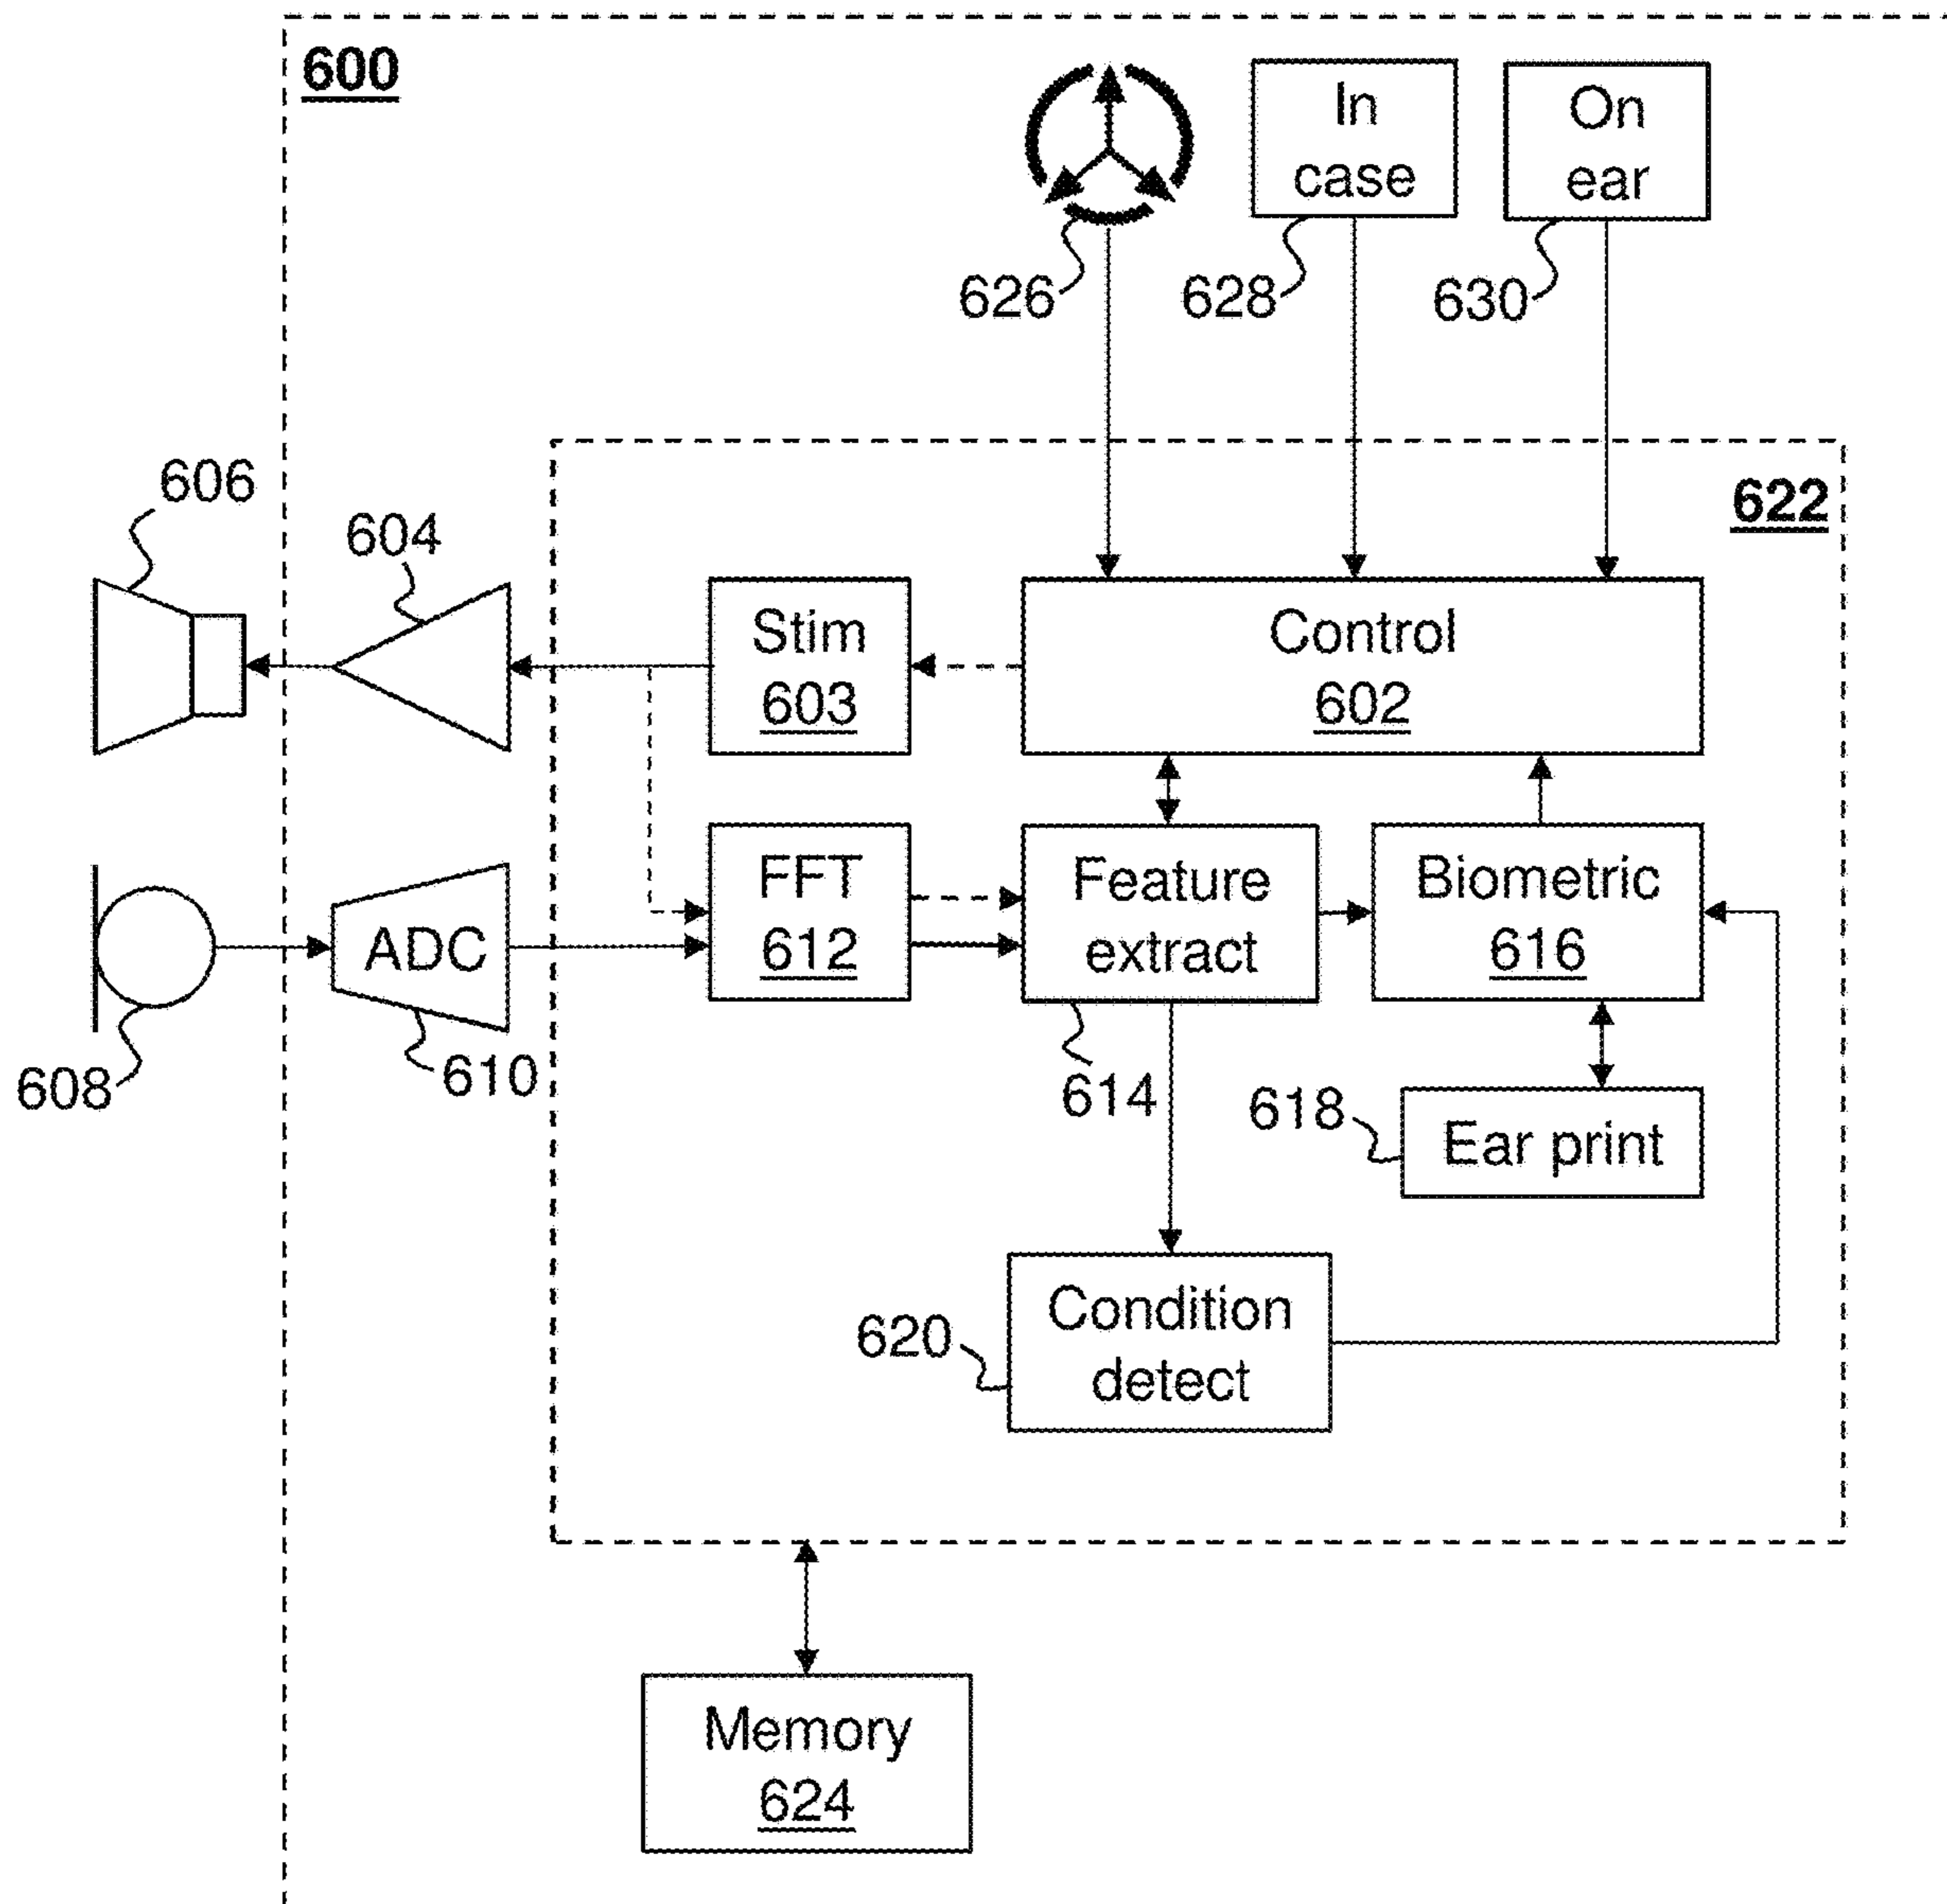 600
In
case
On
ear
626
628
630
622
606
604
Stim
603
Control
602
FFT
612
Feature
extract
Biometric
616
ADC
608
610
614
618
Ear print
620
Condition
detect
Memory
624